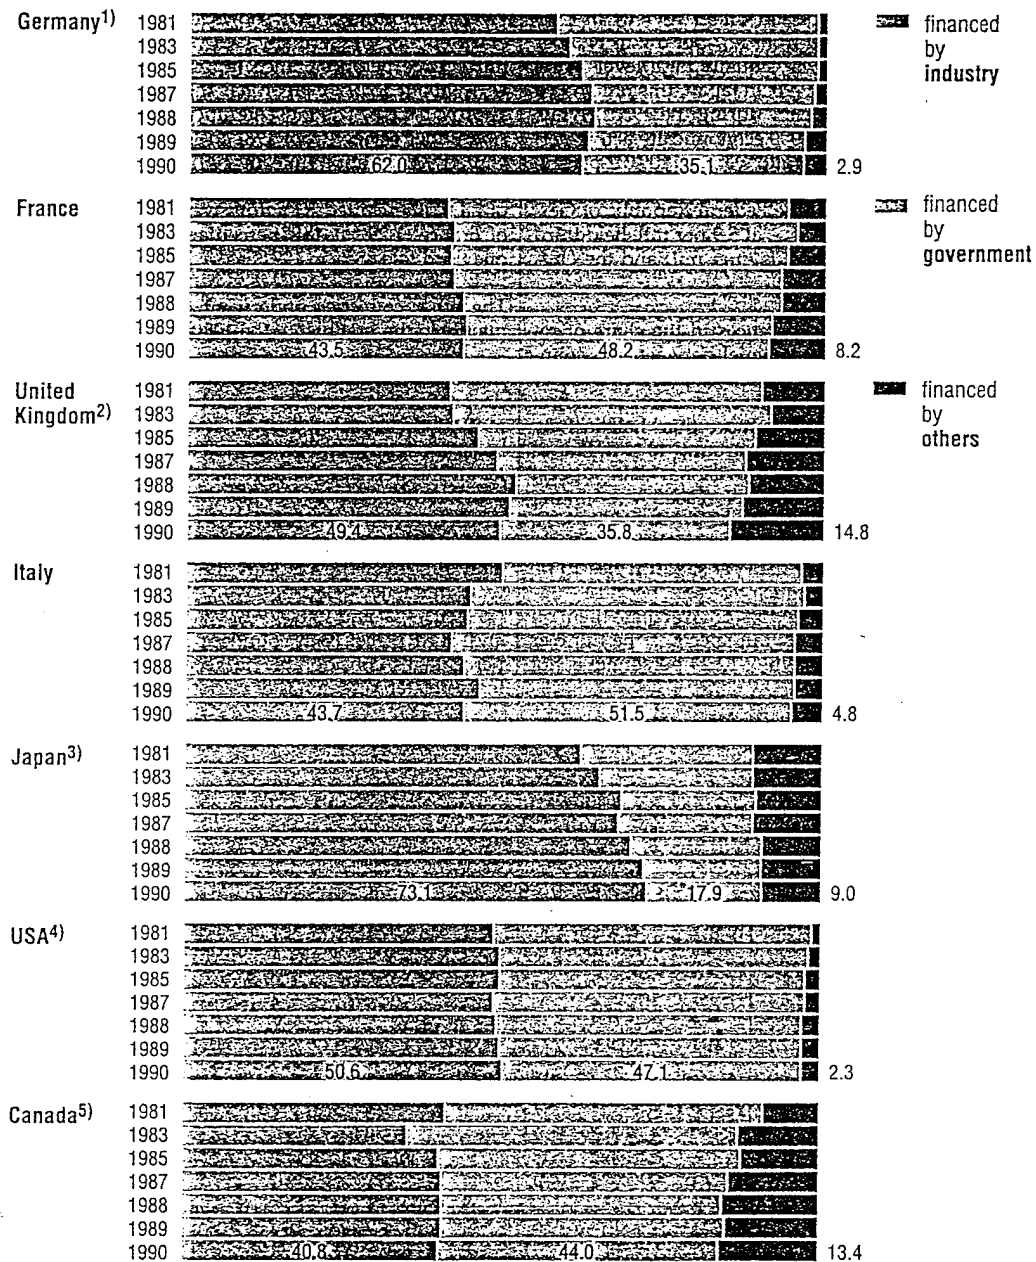 Germany1) 1981
1983
1985
1987
1988
1989
1990 62.0 35.1 2.9
financed
by
industry
France 1981
1983
1985
1987
1988
1989
1990 43.5 48.2 8.2
financed
by
government
United
Kingdom2) 1981
1983
1985
1987
1988
1989
1990 49.4 35.8 14.8
financed
by
others
Italy 1981
1983
1985
1987
1988
1989
1990 43.7 51.5 4.8
Japan3) 1981
1983
1985
1987
1988
1989
1990 73.1 17.9 9.0
USA4) 1981
1983
1985
1987
1988
1989
1990 50.6 47.1 2.3
Canada5) 1981
1983
1985
1987
1988
1989
1990 40.8 44.0 13.4